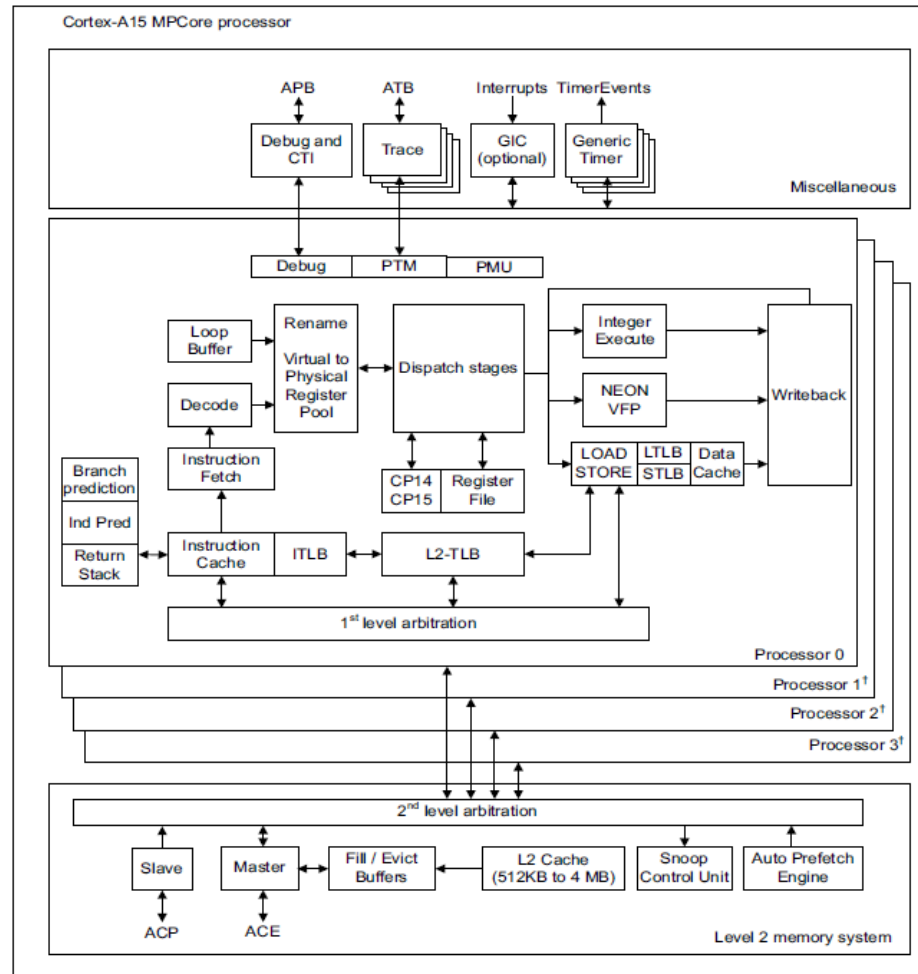 Cortex-A15 MPCore processor
APB
ATB
Interrupts
TimerEvents
Debug and
CTI
Trace
GIC
(optional)
Generic
Timer
Miscellaneous
Debug
PTM
PMU
Loop
Buffer
Rename
Virtual to
Physical
Register
Pool
Dispatch stages
Integer
Execute
Writeback
Decode
NEON
VFP
Instruction
Fetch
CP14
CP15
Register
File
LOAD
STORE
LTLB
STLB
Data
Cache
Branch
prediction
Ind Pred
Return
Stack
Instruction
Cache
ITLB
L2-TLB
1st level arbitration
Processor 0
Processor 1†
Processor 2†
Processor 3†
2nd level arbitration
Slave
Master
Fill / Evict
Buffers
L2 Cache
(512KB to 4 MB)
Snoop
Control Unit
Auto Prefetch
Engine
ACP
ACE
Level 2 memory system